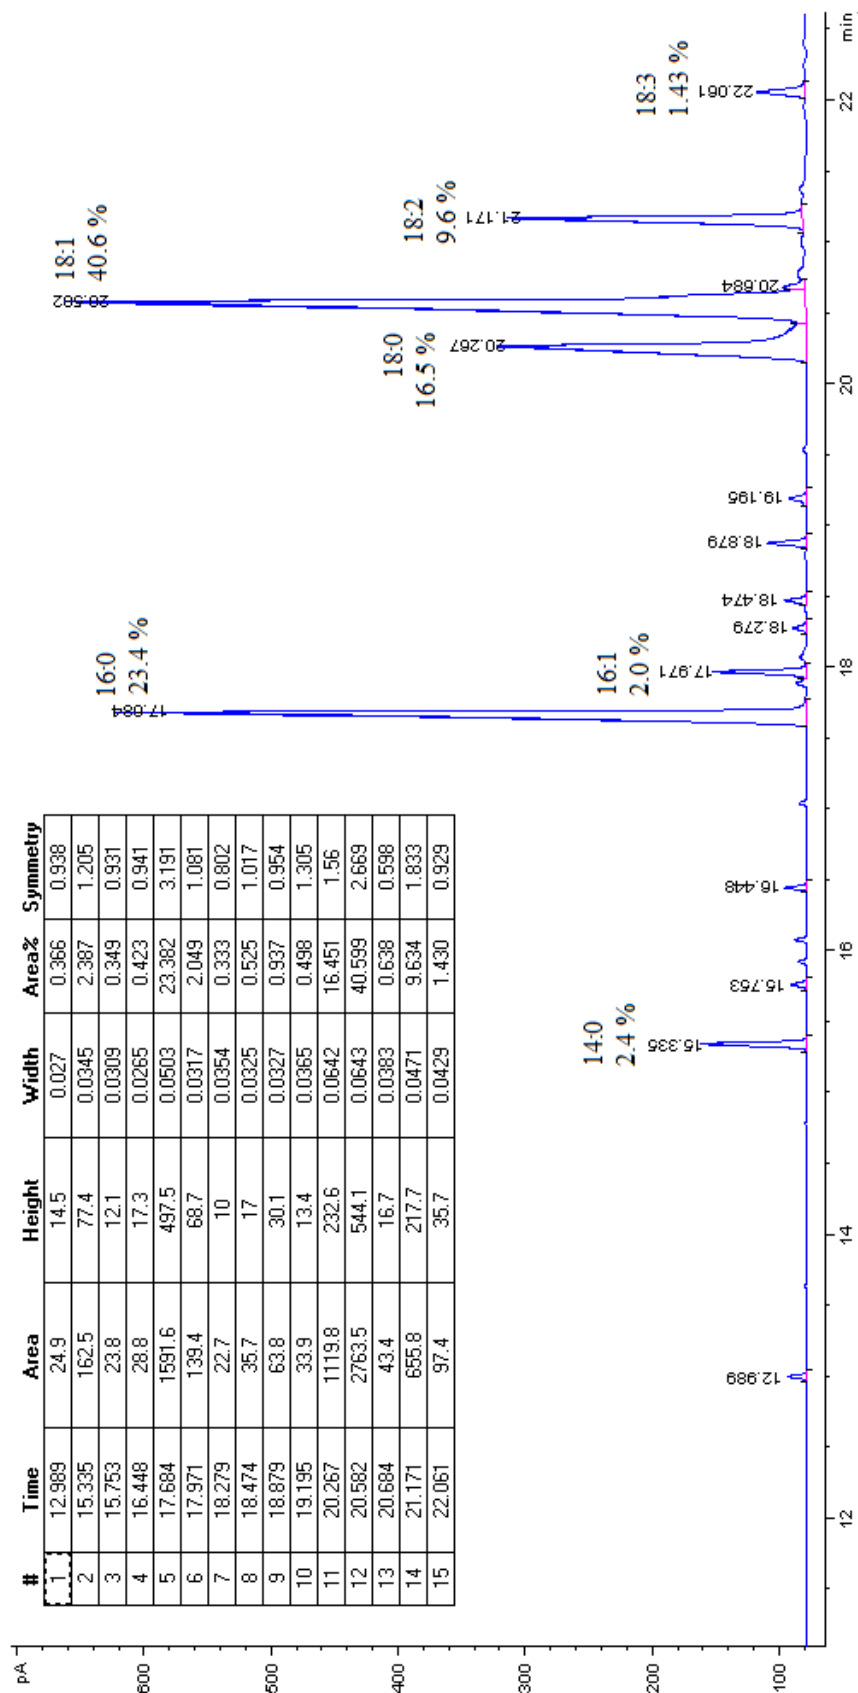 # Time Area Height Width Area% Symmetry
1 12.989 24.9 14.5 0.027 0.366 0.938
2 15.335 162.5 77.4 0.0345 2.387 1.205
3 15.753 23.8 12.1 0.0309 0.349 0.931
4 16.448 28.8 17.3 0.0265 0.423 0.941
5 17.684 1591.6 497.5 0.0503 23.382 3.191
6 17.971 139.4 68.7 0.0317 2.049 1.081
7 18.279 22.7 10 0.0354 0.333 0.802
8 18.474 35.7 17 0.0325 0.525 1.017
9 18.879 63.8 30.1 0.0327 0.937 0.954
10 19.195 33.9 13.4 0.0365 0.498 1.305
11 20.267 1119.8 232.6 0.0642 16.451 1.56
12 20.582 2763.5 544.1 0.0643 40.599 2.669
13 20.684 43.4 16.7 0.0383 0.638 0.598
14 21.171 655.8 217.7 0.0471 9.634 1.833
15 22.061 97.4 35.7 0.0429 1.430 0.929
pA
600
500
400
300
200
100
12.989
14:0
2.4 %
15.335
15.753
16.448
16:0
23.4 %
17.684
16:1
2.0 %
17.971
18.279
18.474
18.879
19.195
18:0
16.5 %
20.267
18:1
40.6 %
20.582
20.684
18:2
9.6 %
21.171
18:3
1.43 %
22.061
12
14
16
18
20
22
min